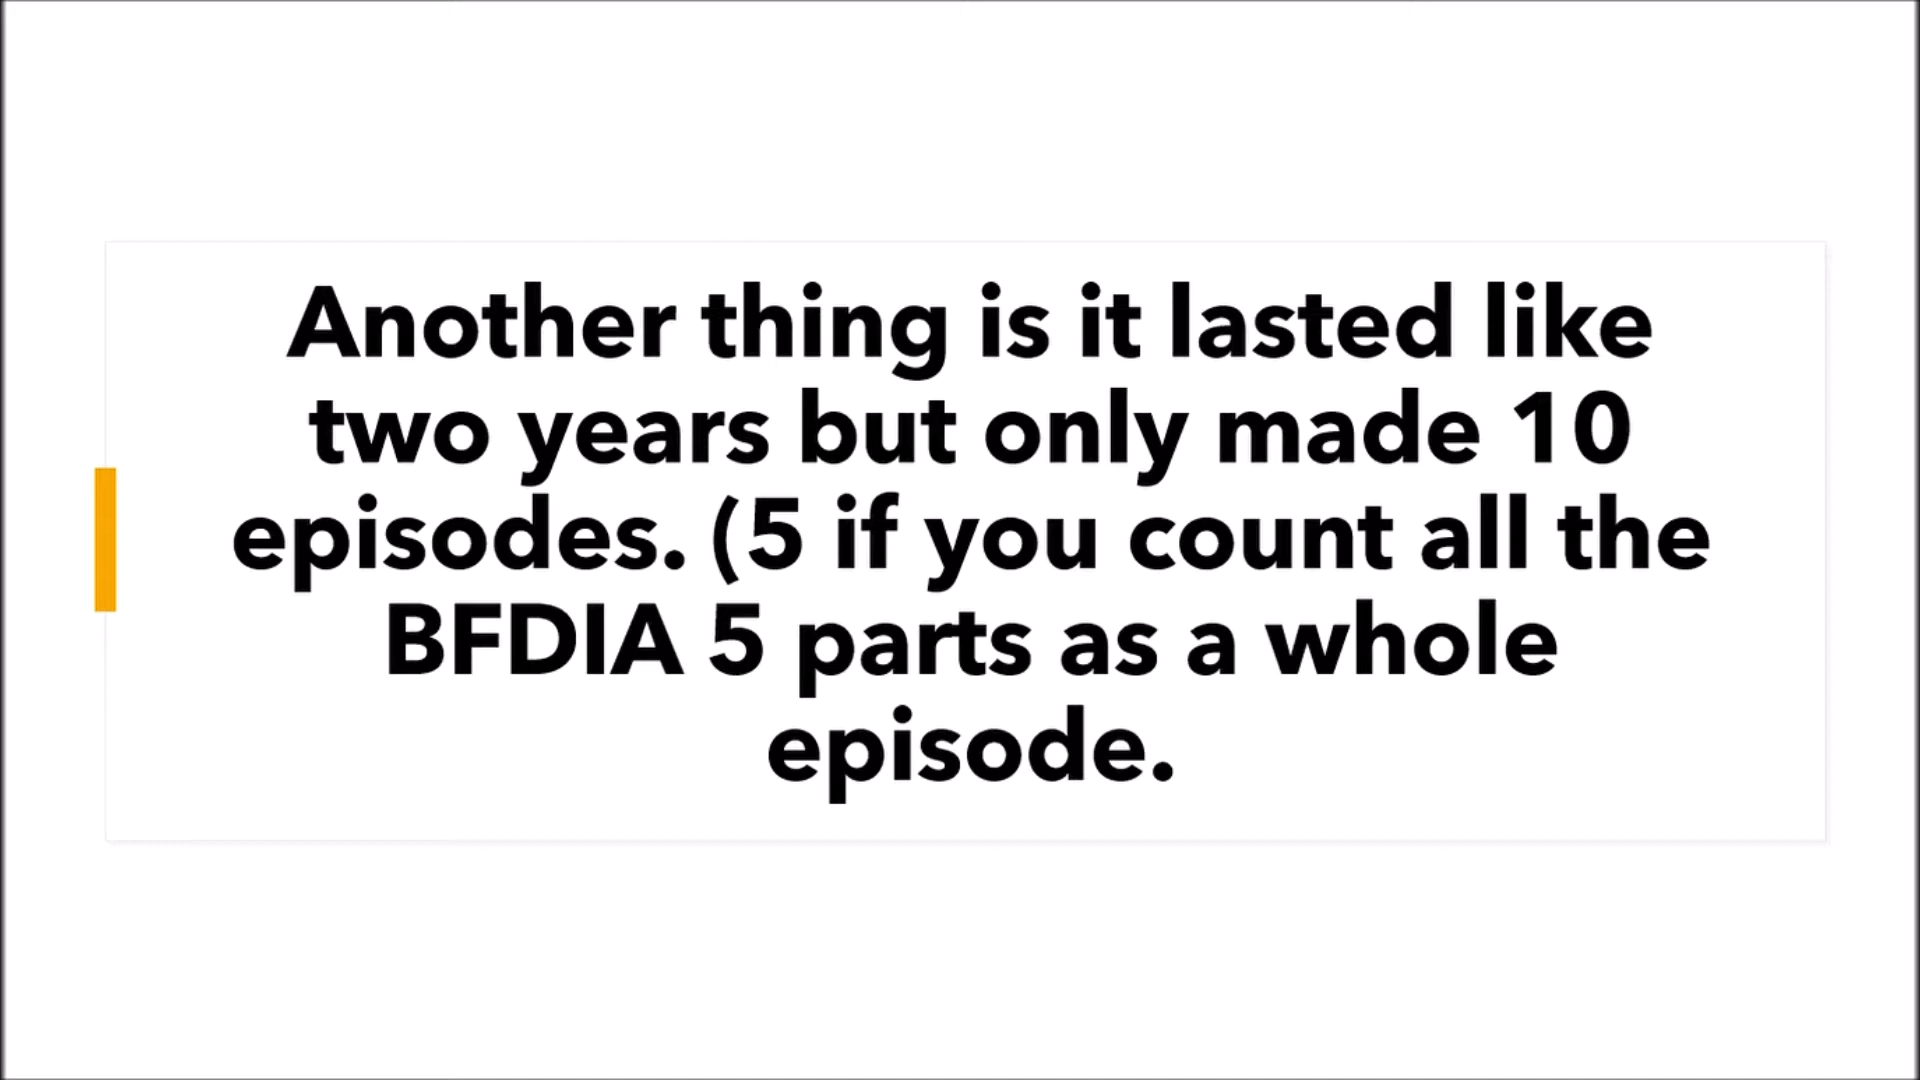 Another thing is it lasted like
two years but only made 10
episodes. (5 if you count all the
BFDIA 5 parts as a whole
episode.